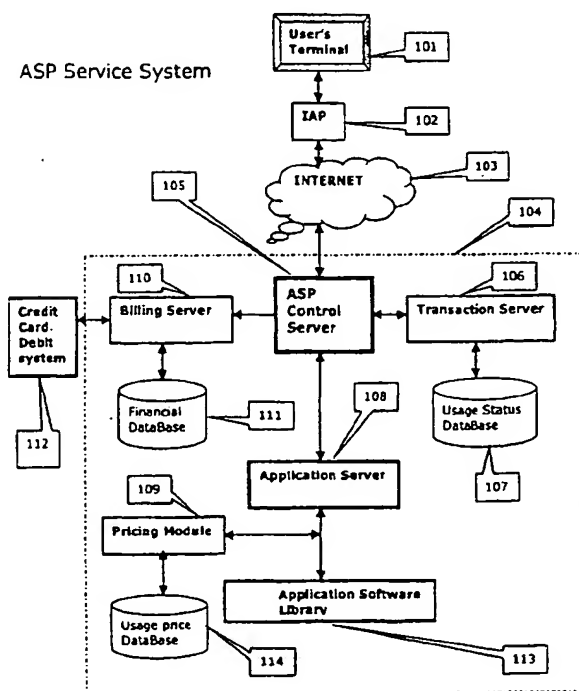 User's
Terminal
101
ASP Service System
IAP
102
INTERNET
103
105
104
110
106
Credit
Card.
Debit
system
Billing Server
ASP
Control
Server
Transaction Server
112
Financial
DataBase
111
108
Usage Status
DataBase
107
109
Application Server
Pricing Module
Application Software
Library
Usage price
DataBase
114
113